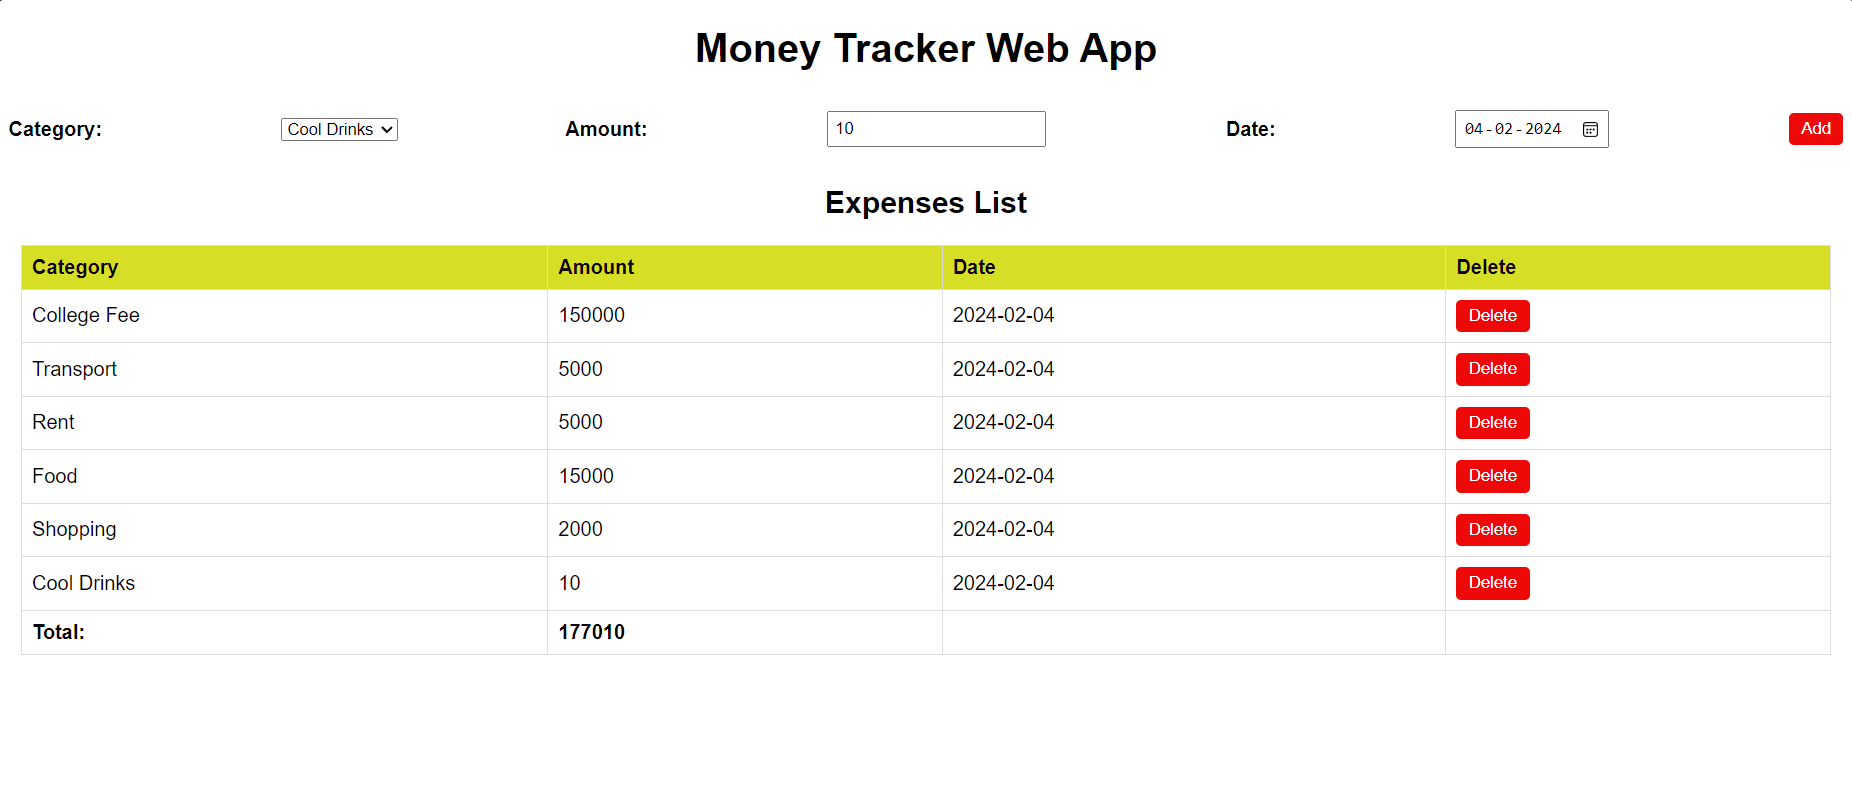 Money Tracker Web App
Category: Cool Drinks Amount: 10 Date: 04-02-2024 Add
Expenses List
Category Amount Date Delete
College Fee 150000 2024-02-04 Delete
Transport 5000 2024-02-04 Delete
Rent 5000 2024-02-04 Delete
Food 15000 2024-02-04 Delete
Shopping 2000 2024-02-04 Delete
Cool Drinks 10 2024-02-04 Delete
Total: 177010